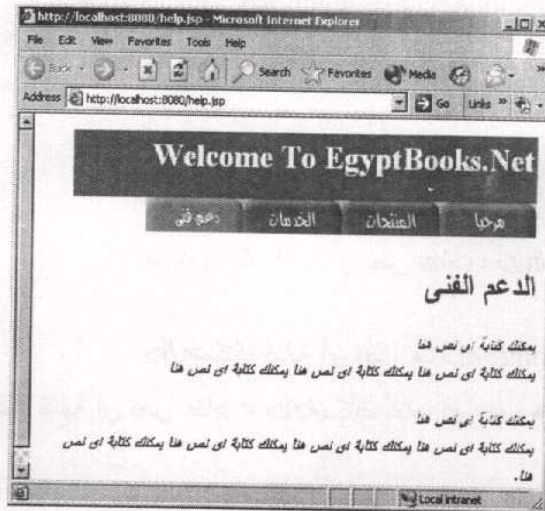 http://localhost:8080/help.jsp - Microsoft Internet Explorer
File Edit View Favorites Tools Help
Back Search Favorites Media
Address http://localhost:8080/help.jsp Go Links »
Welcome To EgyptBooks.Net
مرحبا المنتجات الخدمات دعم فنى
الدعم الفنى
يمكنك كتابة اى نص هنا
يمكنك كتابة اى نص هنا يمكنك كتابة اى نص هنا يمكنك كتابة اى نص هنا
يمكنك كتابة اى نص هنا
يمكنك كتابة اى نص هنا يمكنك كتابة اى نص هنا يمكنك كتابة اى نص هنا يمكنك كتابة اى نص
هنا.
Local intranet